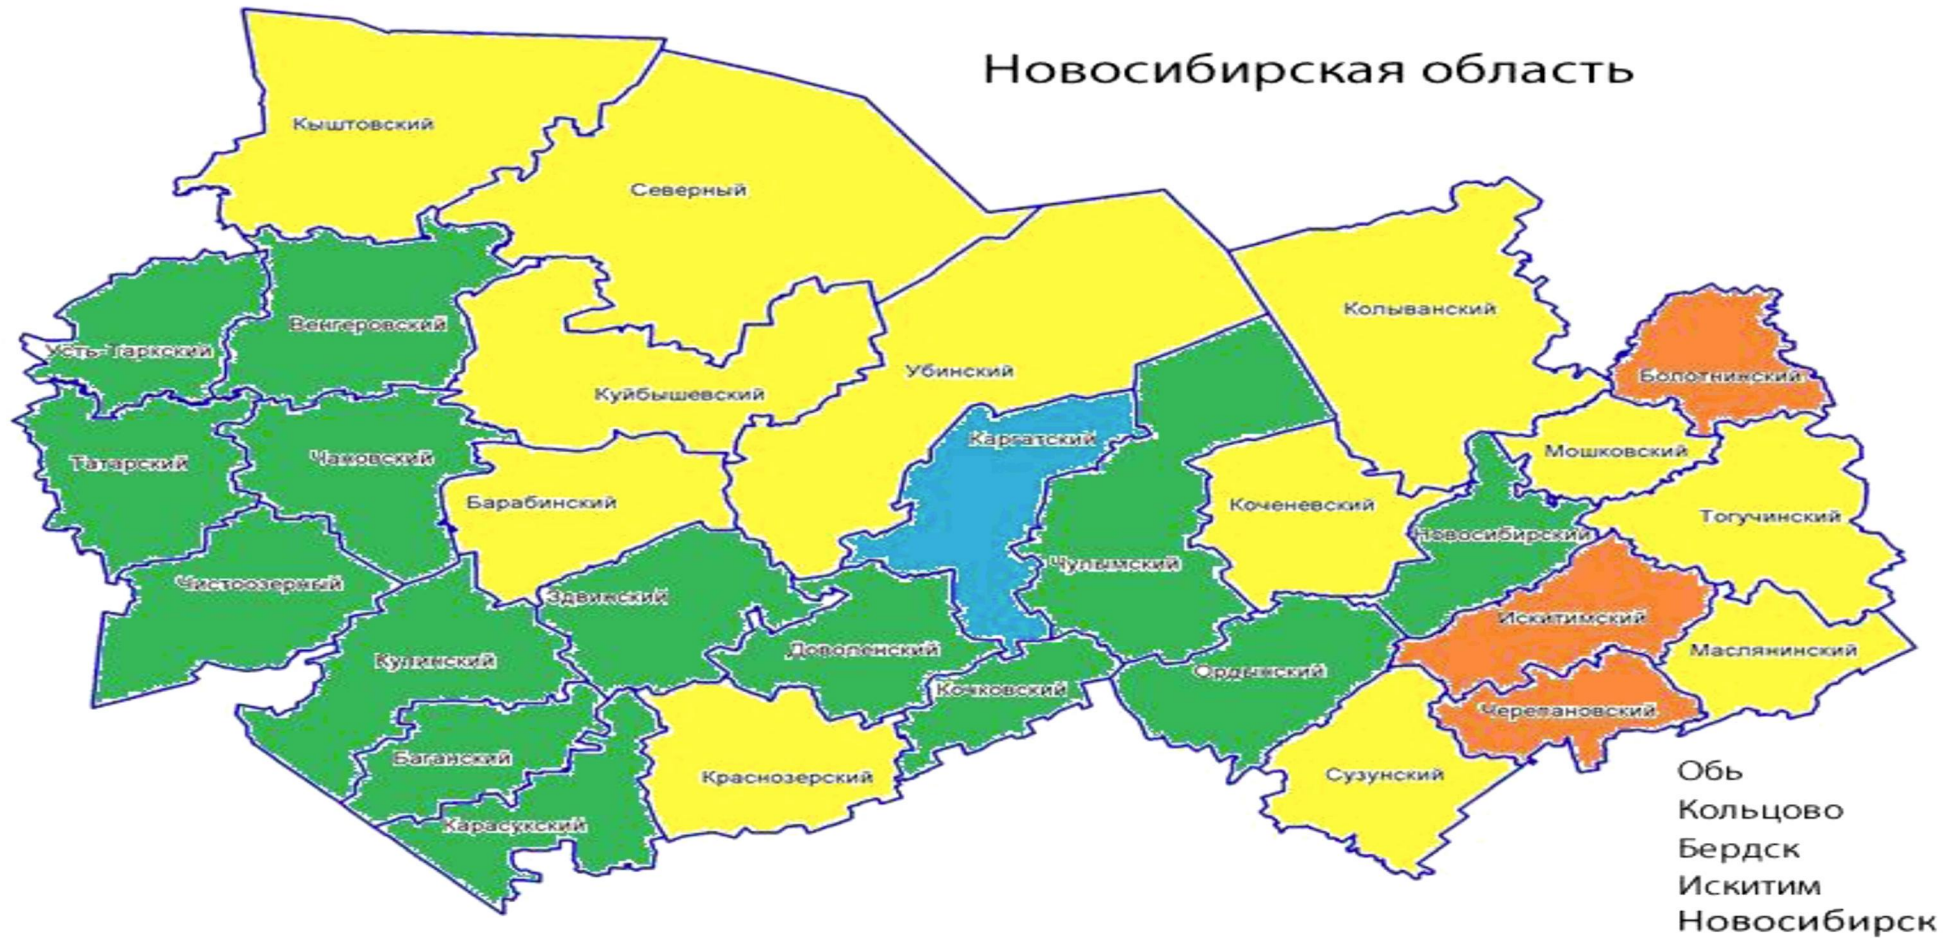 Новосибирская область
Кыштовский
Северный
Колыванский
Венгеровский
Усть-Таркский
Убинский
Болотнинский
Куйбышевский
Каргатский
Мошковский
Татарский
Чановский
Барабинский
Коченевский
Тогучинский
Новосибирский
Чистоозерный
Чулымский
Здвинский
Искитимский
Купинский
Доволенский
Маслянинский
Кочковский
Ордынский
Черепановский
Баганский
Краснозерский
Сузунский
Карасукский
Обь
Кольцово
Бердск
Искитим
Новосибирск